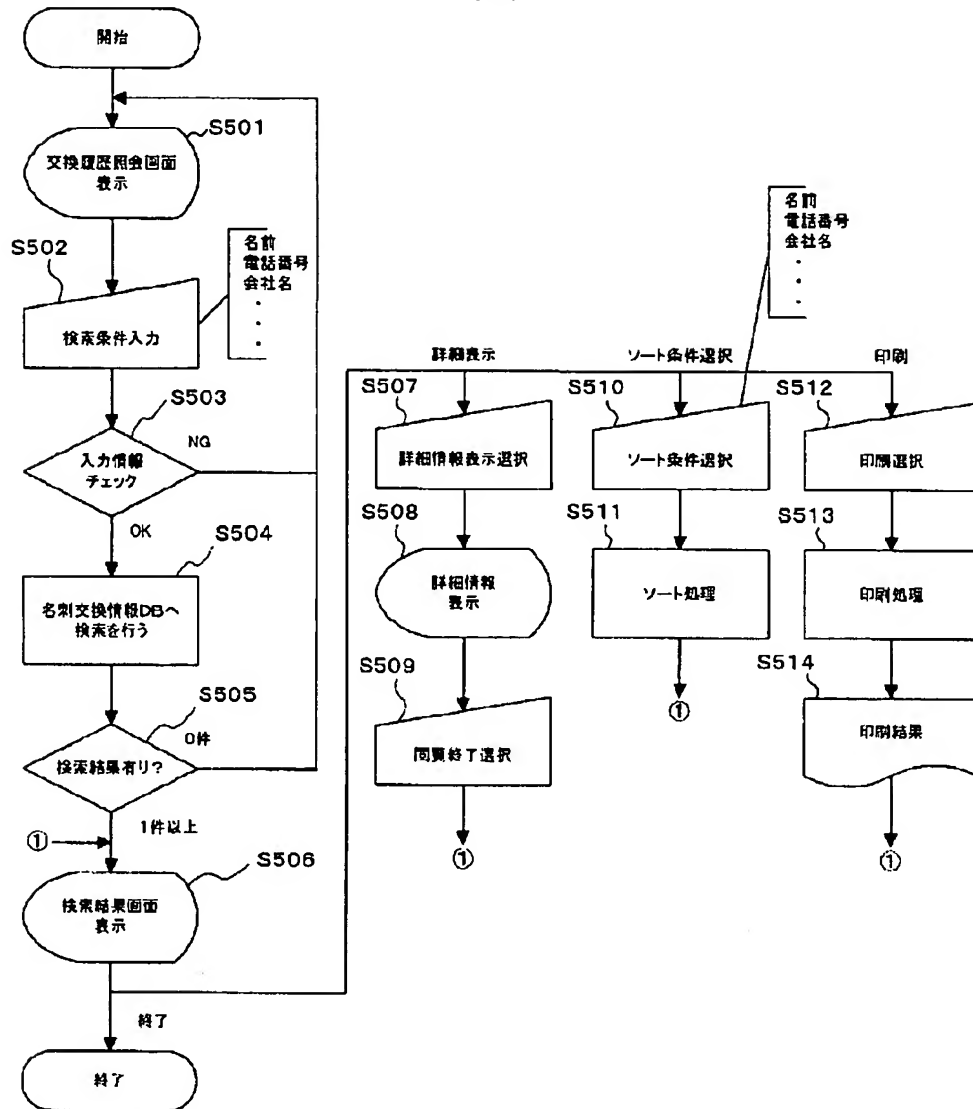 開始
S501
交換履歴照会画面
表示
S502
名前
電話番号
会社名
・
・
・
検索条件入力
S503
入力情報
チェック
NG
OK
S504
名刺交換情報DBへ
検索を行う
S505
検索結果有り?
0件
1件以上
①
S506
検索結果画面
表示
終了
終了
詳細表示
S507
詳細情報表示選択
S508
詳細情報
表示
S509
閲覧終了選択
①
名前
電話番号
会社名
・
・
・
ソート条件選択
S510
ソート条件選択
S511
ソート処理
①
印刷
S512
印刷選択
S513
印刷処理
S514
印刷結果
①